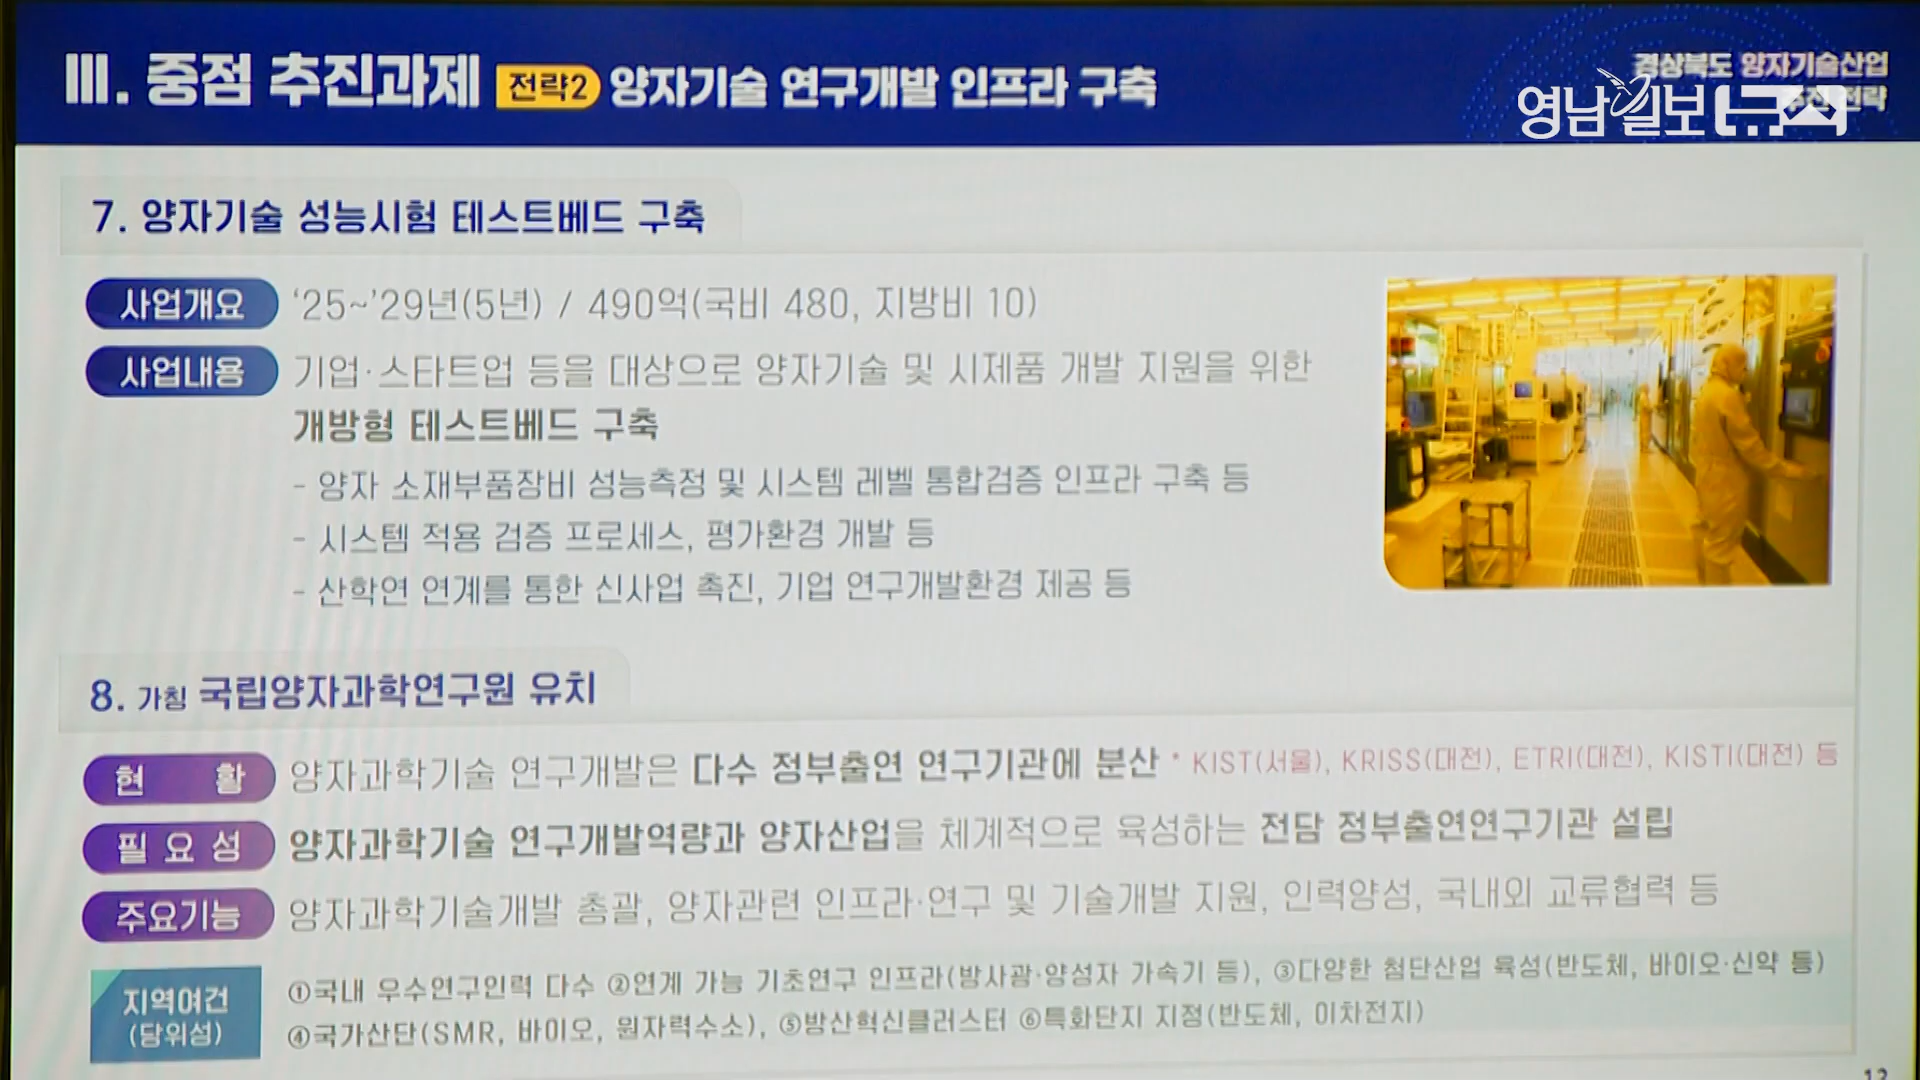 III. 중점 추진과제 전략2 양자기술 연구개발 인프라 구축
경상북도 양자기술산업
추진전략
영남일보 뉴스
7. 양자기술 성능시험 테스트베드 구축
사업개요 ‘25~’29년(5년) / 490억(국비 480, 지방비 10)
사업내용 기업·스타트업 등을 대상으로 양자기술 및 시제품 개발 지원을 위한
개방형 테스트베드 구축
- 양자 소재부품장비 성능측정 및 시스템 레벨 통합검증 인프라 구축 등
- 시스템 적용 검증 프로세스, 평가환경 개발 등
- 산학연 연계를 통한 신사업 촉진, 기업 연구개발환경 제공 등
8. 가칭 국립양자과학연구원 유치
현 황 양자과학기술 연구개발은 다수 정부출연 연구기관에 분산 * KIST(서울), KRISS(대전), ETRI(대전), KISTI(대전) 등
필 요 성 양자과학기술 연구개발역량과 양자산업을 체계적으로 육성하는 전담 정부출연연구기관 설립
주요기능 양자과학기술개발 총괄, 양자관련 인프라·연구 및 기술개발 지원, 인력양성, 국내외 교류협력 등
지역여건 ①국내 우수연구인력 다수 ②연계 가능 기초연구 인프라(방사광·양성자 가속기 등), ③다양한 첨단산업 육성(반도체, 바이오·신약 등)
(당위성) ④국가산단(SMR, 바이오, 원자력수소), ⑤방산혁신클러스터 ⑥특화단지 지정(반도체, 이차전지)